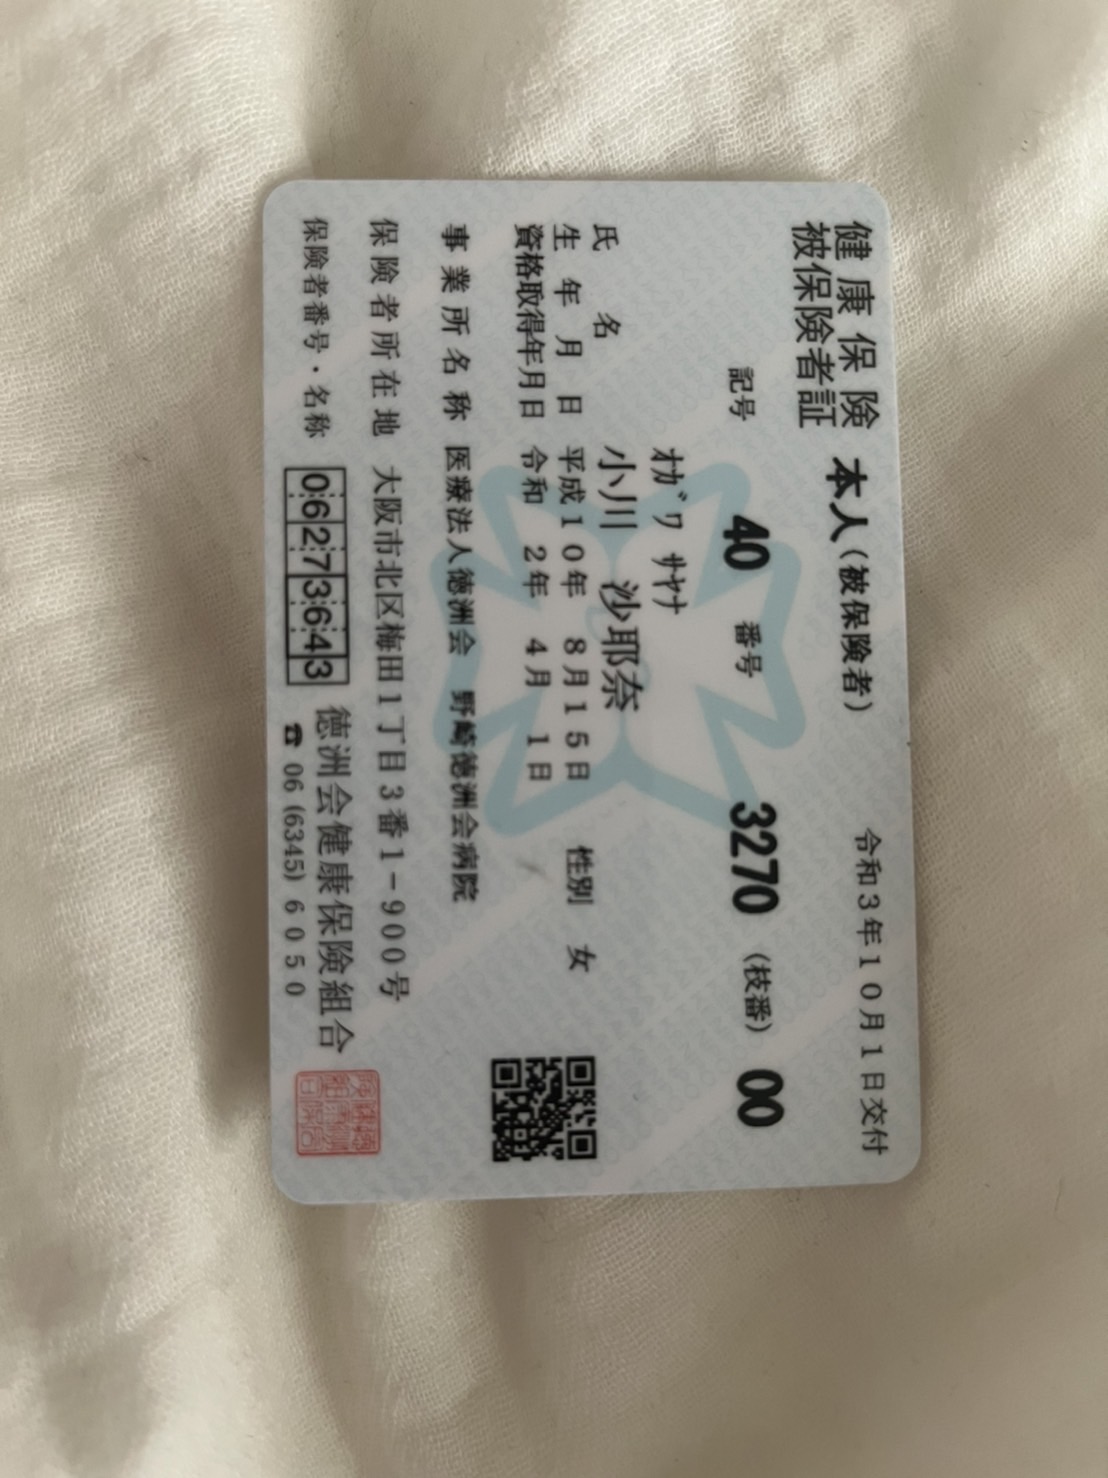 健康保険
被保険者証
本人(被保険者)
令和3年10月1日交付
記号 40 番号 3270 (枝番) 00
オガワ サヤナ
氏名 小川 沙耶奈
生年月日 平成10年 8月15日 性別 女
資格取得年月日 令和 2年 4月 1日
事業所名称 医療法人徳洲会 野崎徳洲会病院
保険者所在地 大阪市北区梅田1丁目3番1-900号
保険者番号・名称 06273643 徳洲会健康保険組合
☎ 06(6345)6050